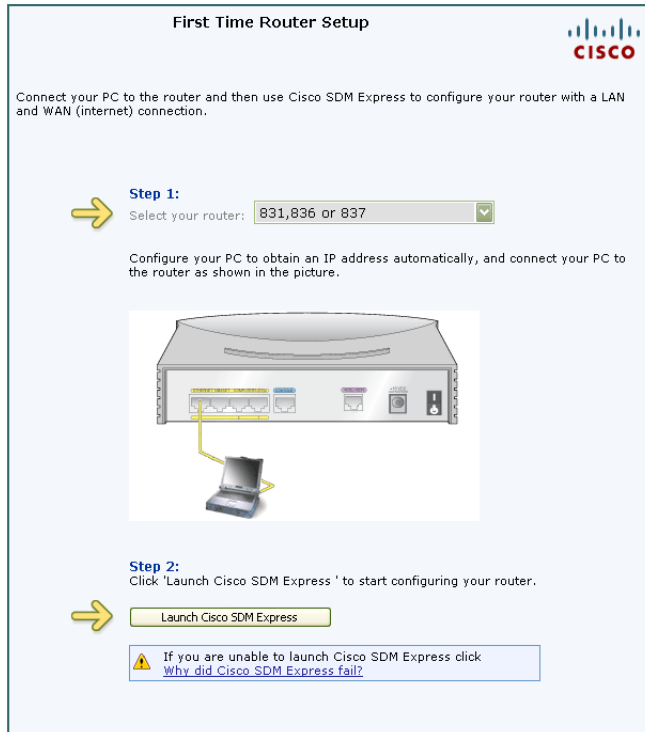 First Time Router Setup
CISCO
Connect your PC to the router and then use Cisco SDM Express to configure your router with a LAN
and WAN (internet) connection.
Step 1:
Select your router: 831,836 or 837
Configure your PC to obtain an IP address automatically, and connect your PC to
the router as shown in the picture.
Step 2:
Click 'Launch Cisco SDM Express ' to start configuring your router.
Launch Cisco SDM Express
If you are unable to launch Cisco SDM Express click
Why did Cisco SDM Express fail?